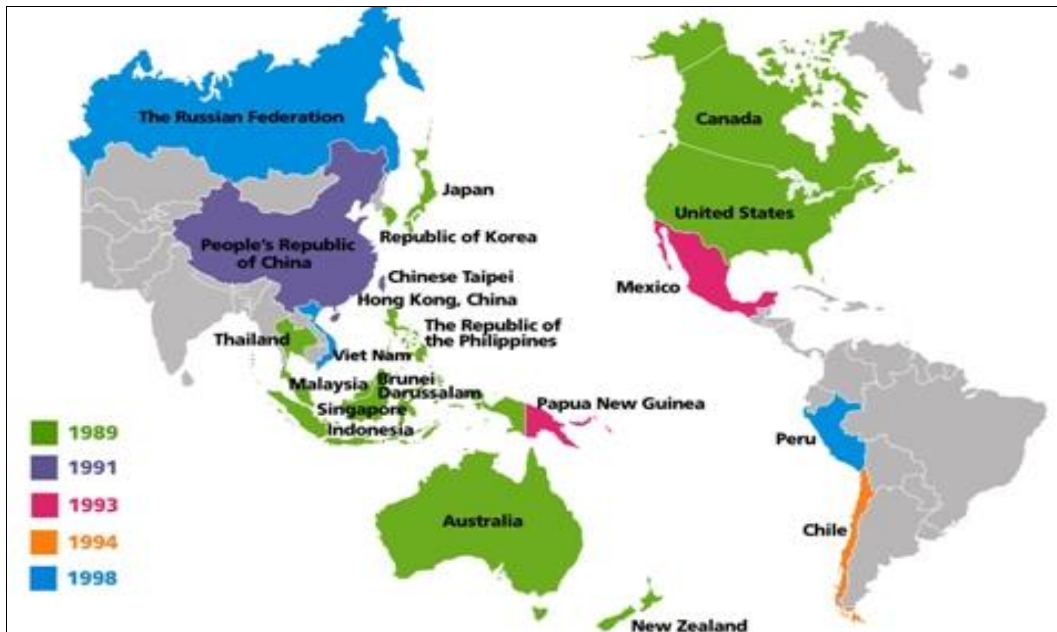 The Russian Federation
Canada
Japan
United States
Republic of Korea
People's Republic
of China
Chinese Taipei
Mexico
Hong Kong, China
The Republic of
the Philippines
Thailand
Viet Nam
Malaysia
Brunei
Darussalam
Singapore
Indonesia
Papua New Guinea
Peru
Australia
Chile
New Zealand
1989
1991
1993
1994
1998